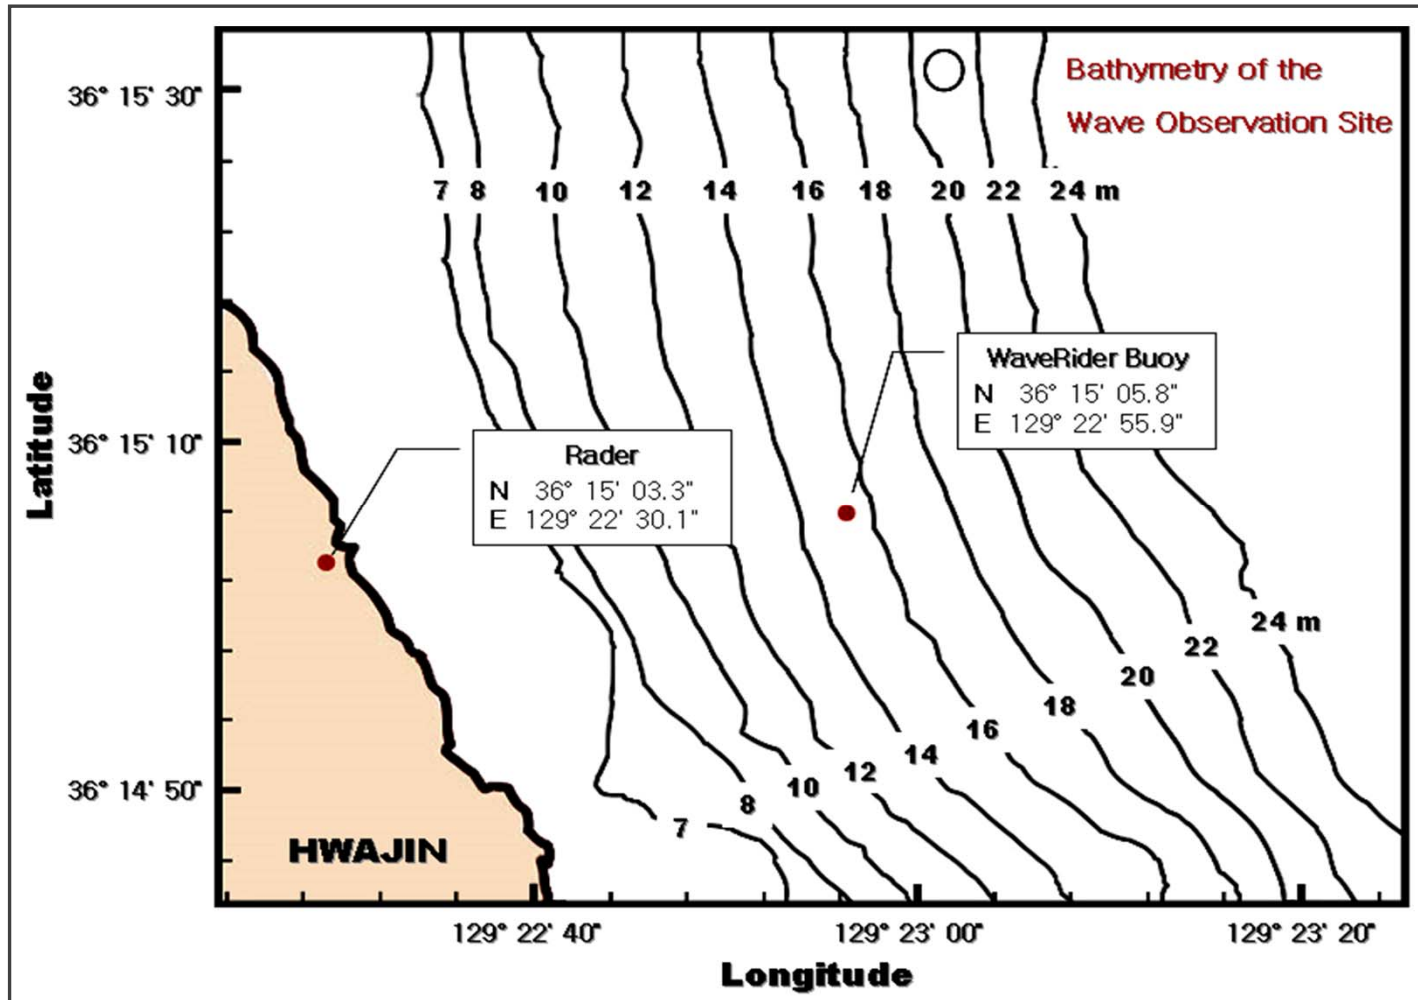 Bathymetry of the
Wave Observation Site
36° 15' 30"
7 8 10 12 14 16 18 20 22 24 m
WaveRider Buoy
N 36° 15' 05.8"
E 129° 22' 55.9"
Latitude
36° 15' 10"
Rader
N 36° 15' 03.3"
E 129° 22' 30.1"
24 m
22
20
18
16
14
12
10
8
7
36° 14' 50"
HWAJIN
129° 22' 40" 129° 23' 00" 129° 23' 20"
Longitude